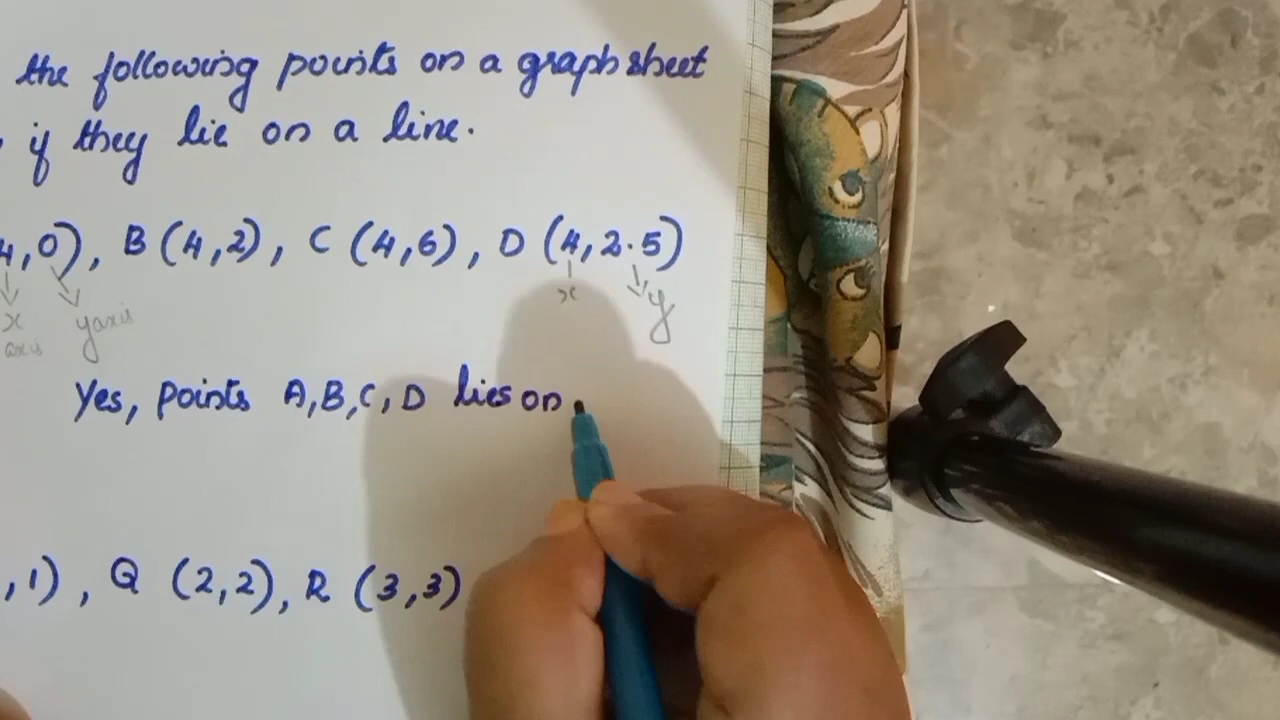 the following points on a graph sheet
if they lie on a line.
4,0), B (4,2), C (4,6), D (4,2.5)
x y axis x y
axis
Yes, points A,B,C,D lies on
,1), Q (2,2), R (3,3)